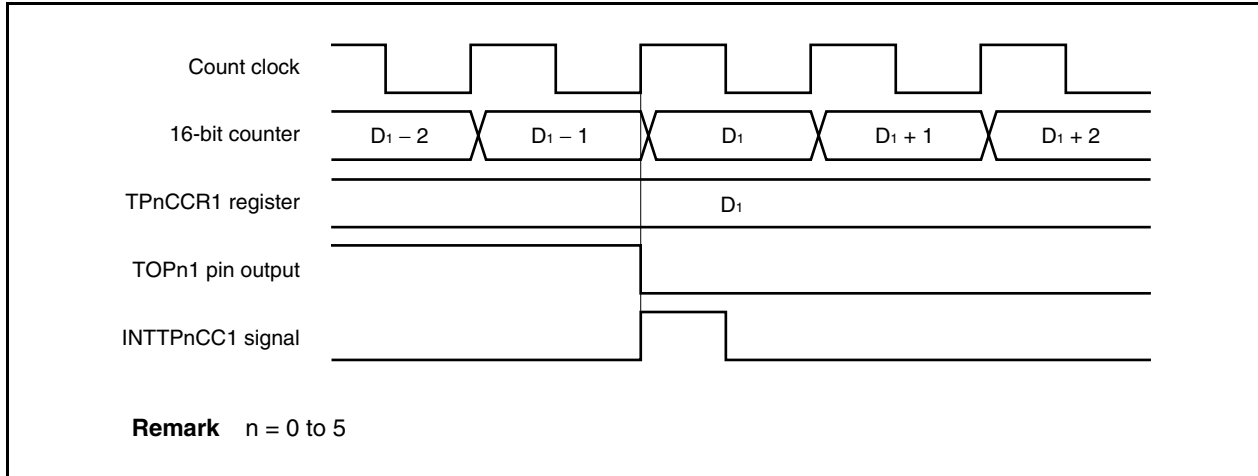 Count clock
16-bit counter D₁ − 2 D₁ − 1 D₁ D₁ + 1 D₁ + 2
TPnCCR1 register D₁
TOPn1 pin output
INTTPnCC1 signal
Remark n = 0 to 5